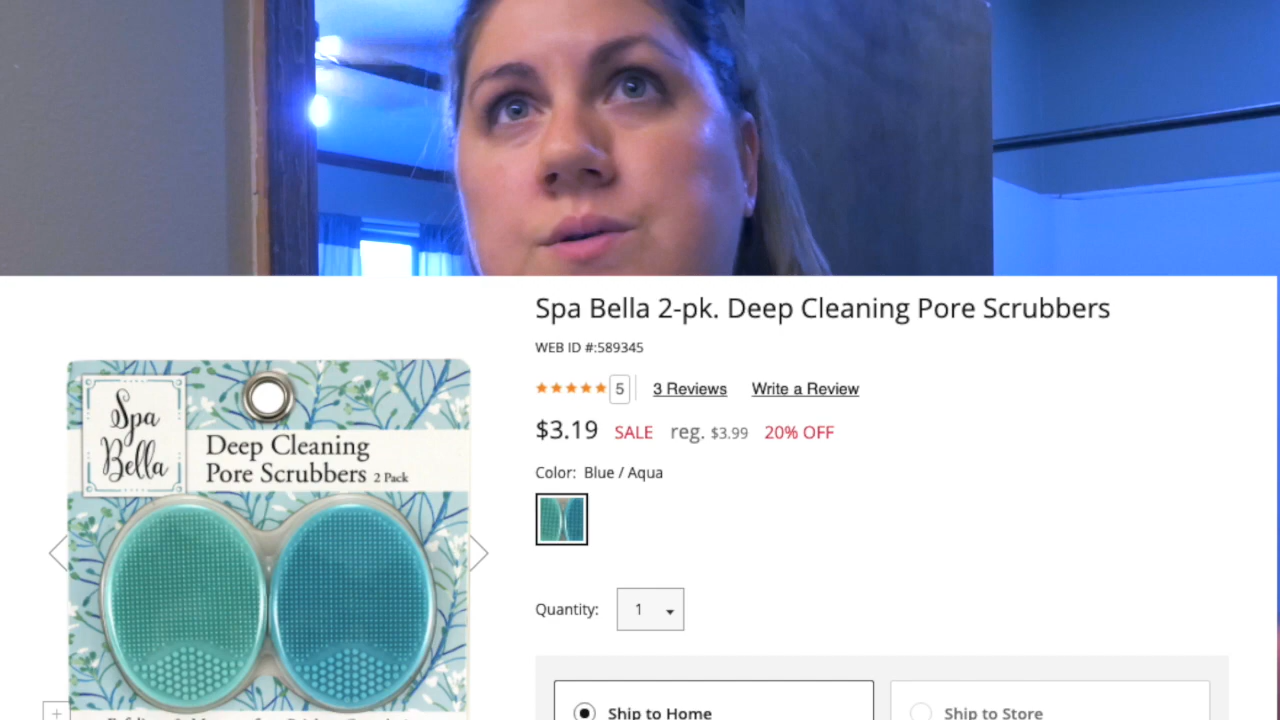 Spa Bella 2-pk. Deep Cleaning Pore Scrubbers
WEB ID #:589345
5 3 Reviews Write a Review
$3.19 SALE reg. $3.99 20% OFF
Color: Blue / Aqua
Quantity: 1
Ship to Home
Ship to Store
Spa
Bella
Deep Cleaning
Pore Scrubbers 2 Pack